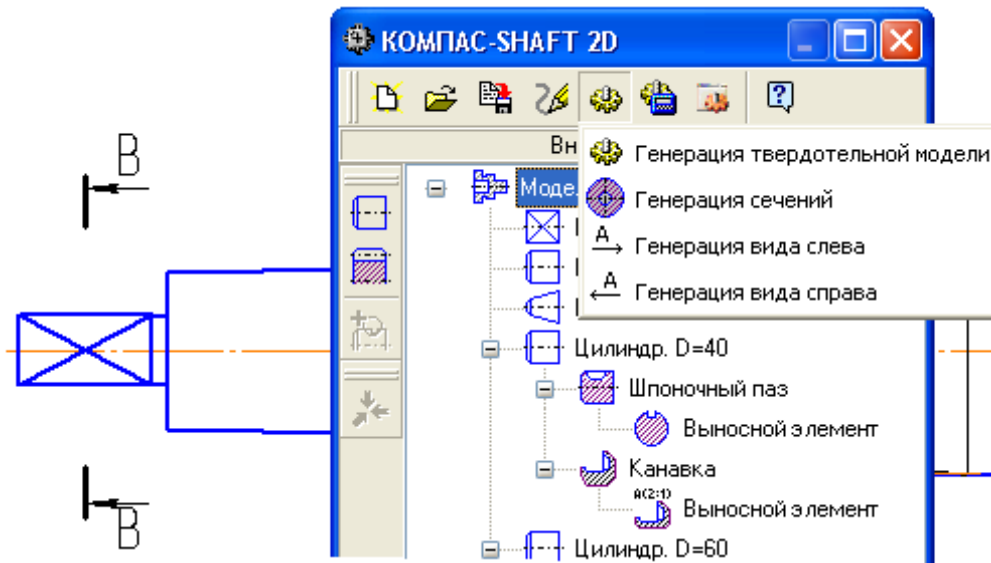 КОМПАС-SHAFT 2D
Вн
Генерация твердотельной модели
Генерация сечений
A
Генерация вида слева
A
Генерация вида справа
Моде
Цилиндр. D=40
Шпоночный паз
Выносной элемент
Канавка
A(2:1)
Выносной элемент
Цилиндр. D=60
B
B